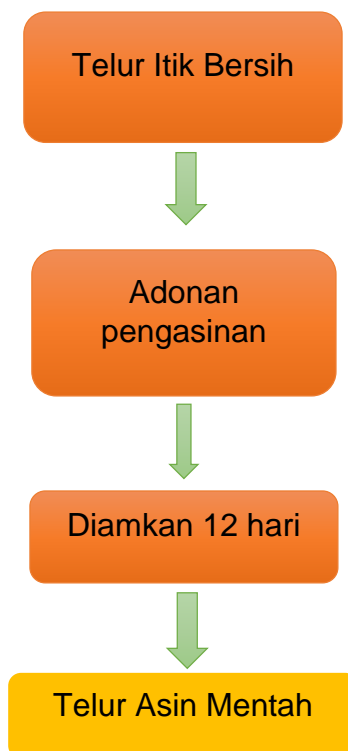 Telur Itik Bersih
Adonan
pengasinan
Diamkan 12 hari
Telur Asin Mentah